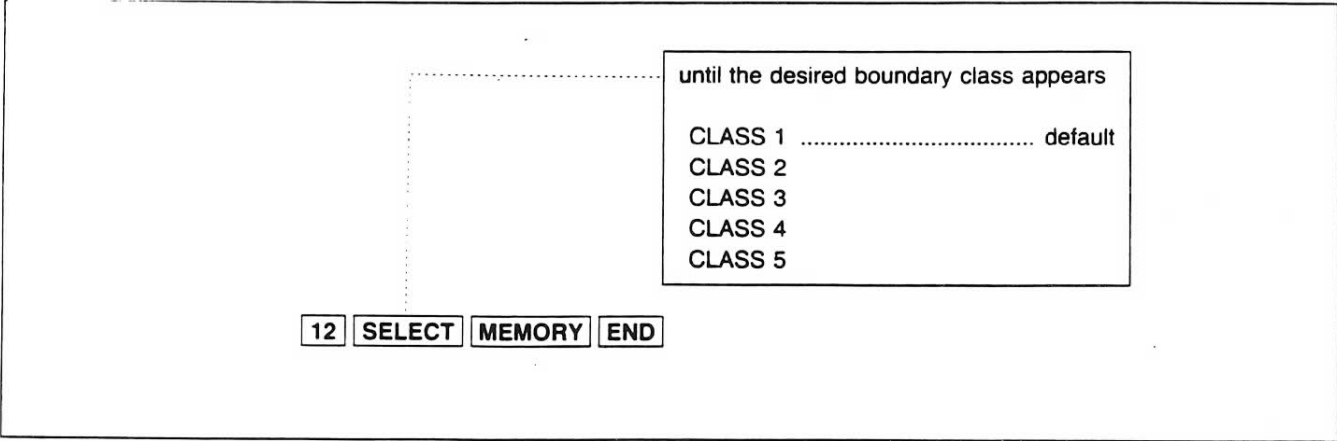 until the desired boundary class appears
CLASS 1 .................................... default
CLASS 2
CLASS 3
CLASS 4
CLASS 5
12 SELECT MEMORY END